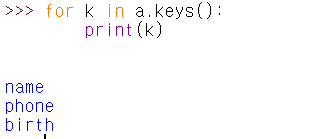 >>> for k in a.keys():
        print(k)
name
phone
birth